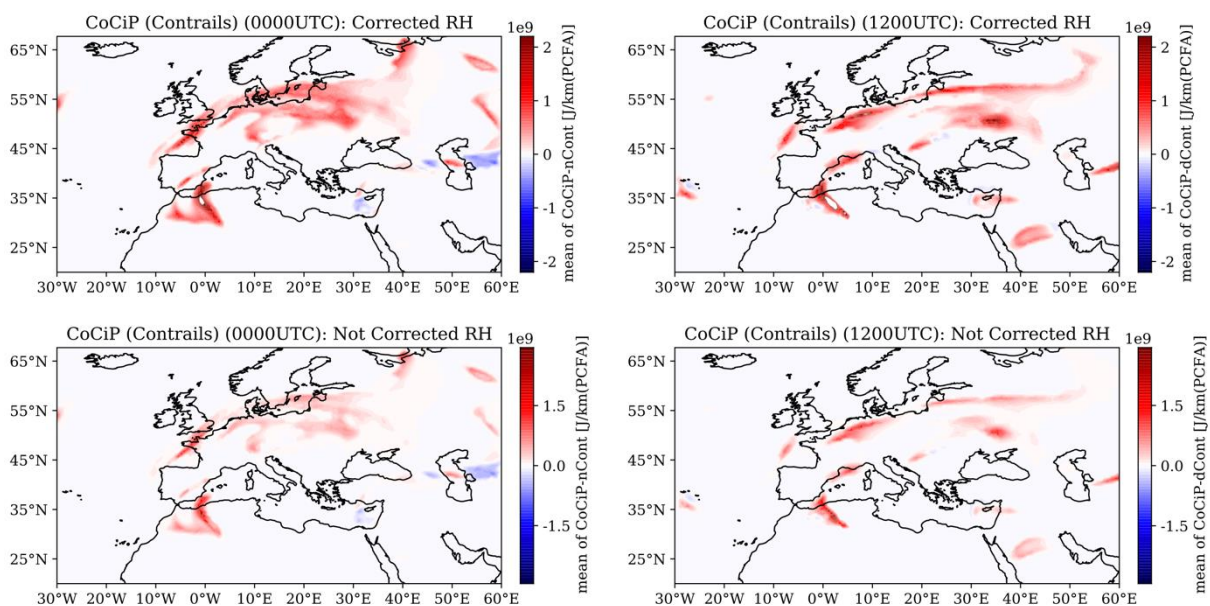 CoCiP (Contrails) (0000UTC): Corrected RH
1e9
65°N
55°N
45°N
35°N
25°N
30°W 20°W 10°W 0°E 10°E 20°E 30°E 40°E 50°E 60°E
2
1
0
-1
-2
mean of CoCiP-nCont [J/km(PCFA)]
CoCiP (Contrails) (1200UTC): Corrected RH
1e9
65°N
55°N
45°N
35°N
25°N
30°W 20°W 10°W 0°E 10°E 20°E 30°E 40°E 50°E 60°E
2
1
0
-1
-2
mean of CoCiP-dCont [J/km(PCFA)]
CoCiP (Contrails) (0000UTC): Not Corrected RH
1e9
65°N
55°N
45°N
35°N
25°N
30°W 20°W 10°W 0°E 10°E 20°E 30°E 40°E 50°E 60°E
1.5
0.0
-1.5
mean of CoCiP-nCont [J/km(PCFA)]
CoCiP (Contrails) (1200UTC): Not Corrected RH
1e9
65°N
55°N
45°N
35°N
25°N
30°W 20°W 10°W 0°E 10°E 20°E 30°E 40°E 50°E 60°E
1.5
0.0
-1.5
mean of CoCiP-dCont [J/km(PCFA)]